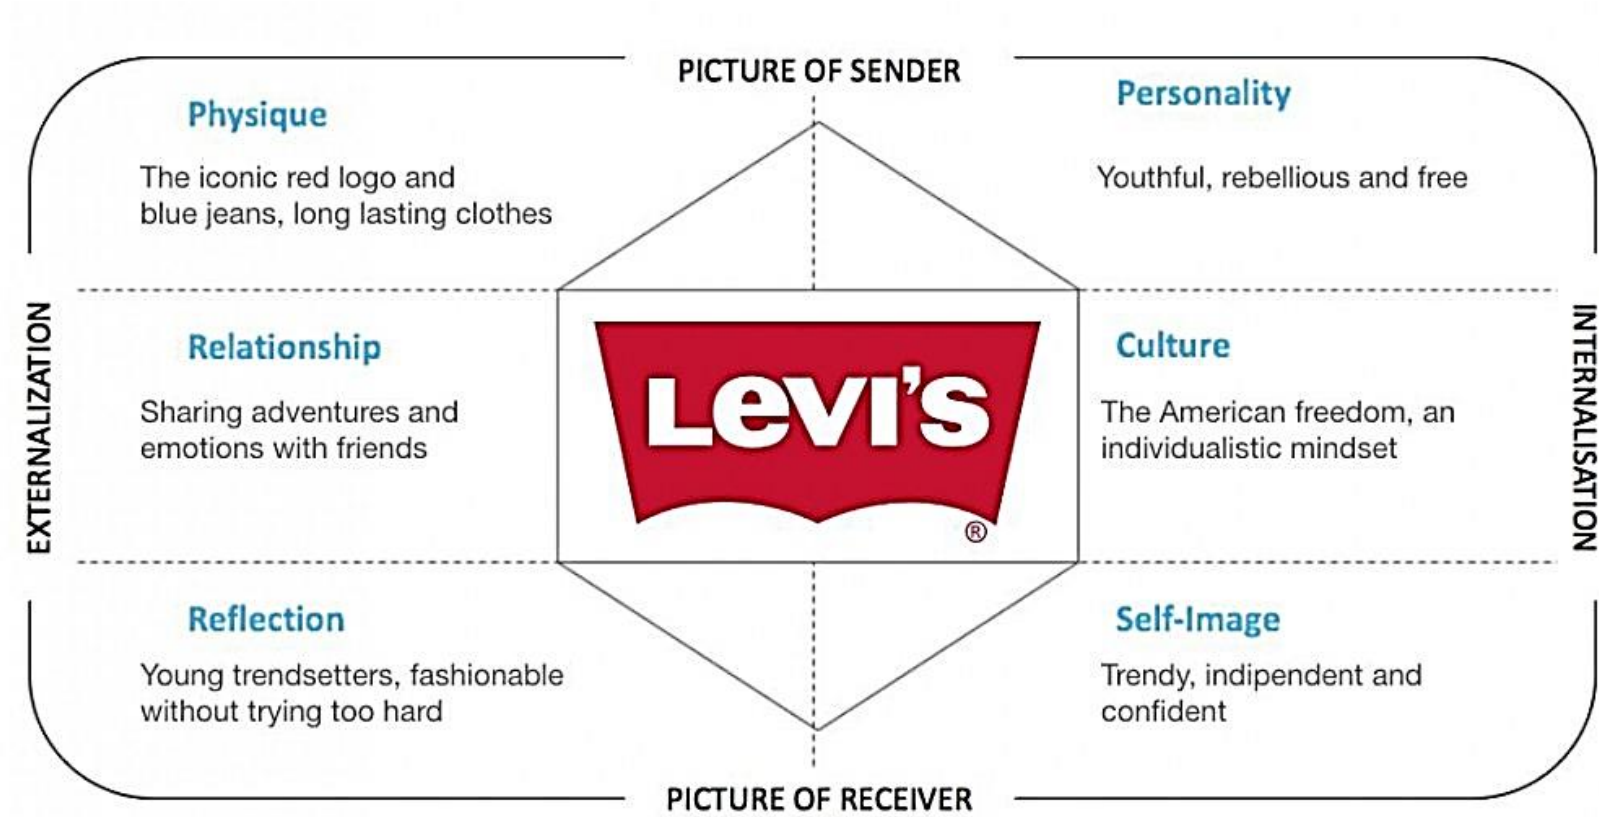 PICTURE OF SENDER
Physique
The iconic red logo and
blue jeans, long lasting clothes
Personality
Youthful, rebellious and free
EXTERNALIZATION
Relationship
Sharing adventures and
emotions with friends
LEVI'S
®
Culture
The American freedom, an
individualistic mindset
INTERNALISATION
Reflection
Young trendsetters, fashionable
without trying too hard
Self-Image
Trendy, indipendent and
confident
PICTURE OF RECEIVER